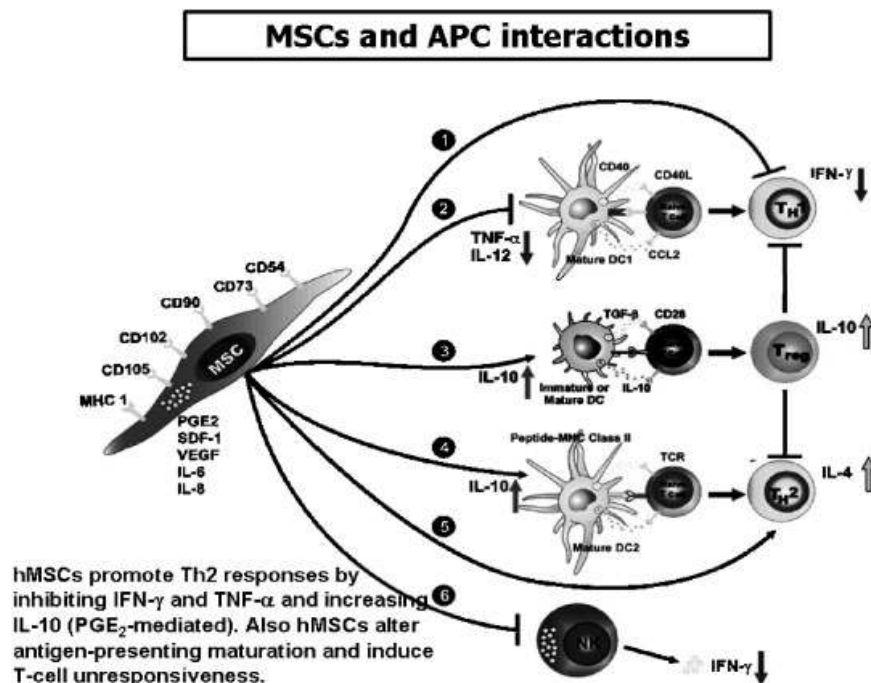 MSCs and APC interactions
1
2
3
4
5
6
CD54
CD73
CD90
CD102
CD105
MHC 1
MSC
PGE2
SDF-1
VEGF
IL-6
IL-8
CD40
CD40L
TNF-α
IL-12
Mature DC1
CCL2
Naive
T Cell
TH1
IFN-γ
TGF-β
CD28
IL-10
Immature or
Mature DC
IL-10
Treg
IL-10
Peptide-MHC Class II
TCR
IL-10
Mature DC2
Naive
T Cell
TH2
IL-4
NK
IFN-γ
hMSCs promote Th2 responses by
inhibiting IFN-γ and TNF-α and increasing
IL-10 (PGE2-mediated). Also hMSCs alter
antigen-presenting maturation and induce
T-cell unresponsiveness.